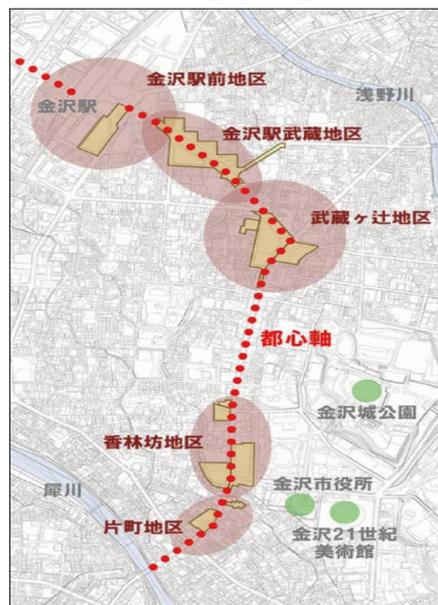 金沢駅前地区
金沢駅
浅野川
金沢駅武蔵地区
武蔵ヶ辻地区
都心軸
金沢城公園
香林坊地区
金沢市役所
犀川
片町地区
金沢21世紀
美術館